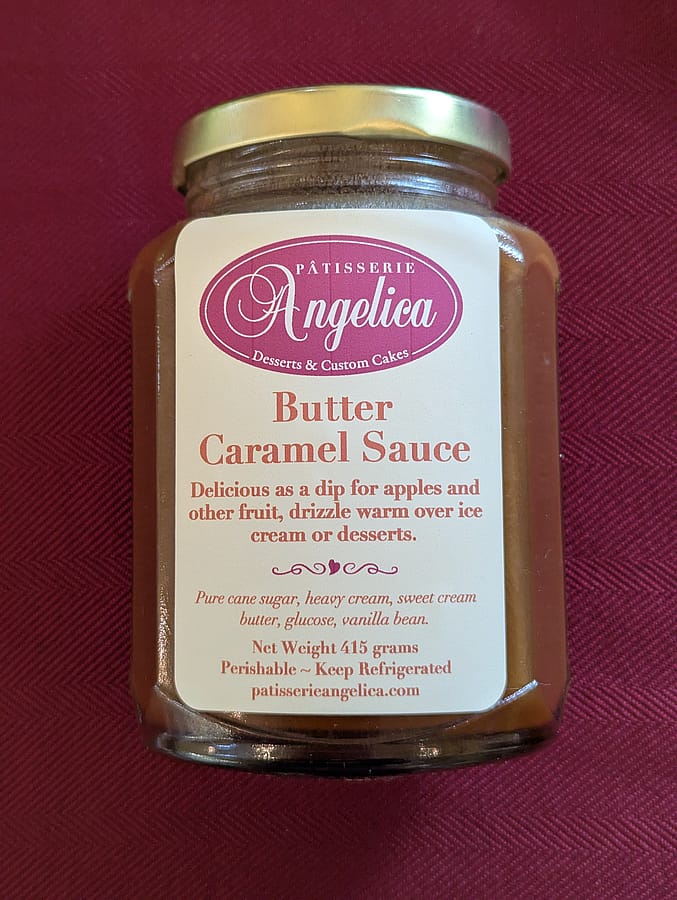 PÂTISSERIE
Angelica
Desserts & Custom Cakes
Butter
Caramel Sauce
Delicious as a dip for apples and
other fruit, drizzle warm over ice
cream or desserts.
Pure cane sugar, heavy cream, sweet cream
butter, glucose, vanilla bean.
Net Weight 415 grams
Perishable ~ Keep Refrigerated
patisserieangelica.com